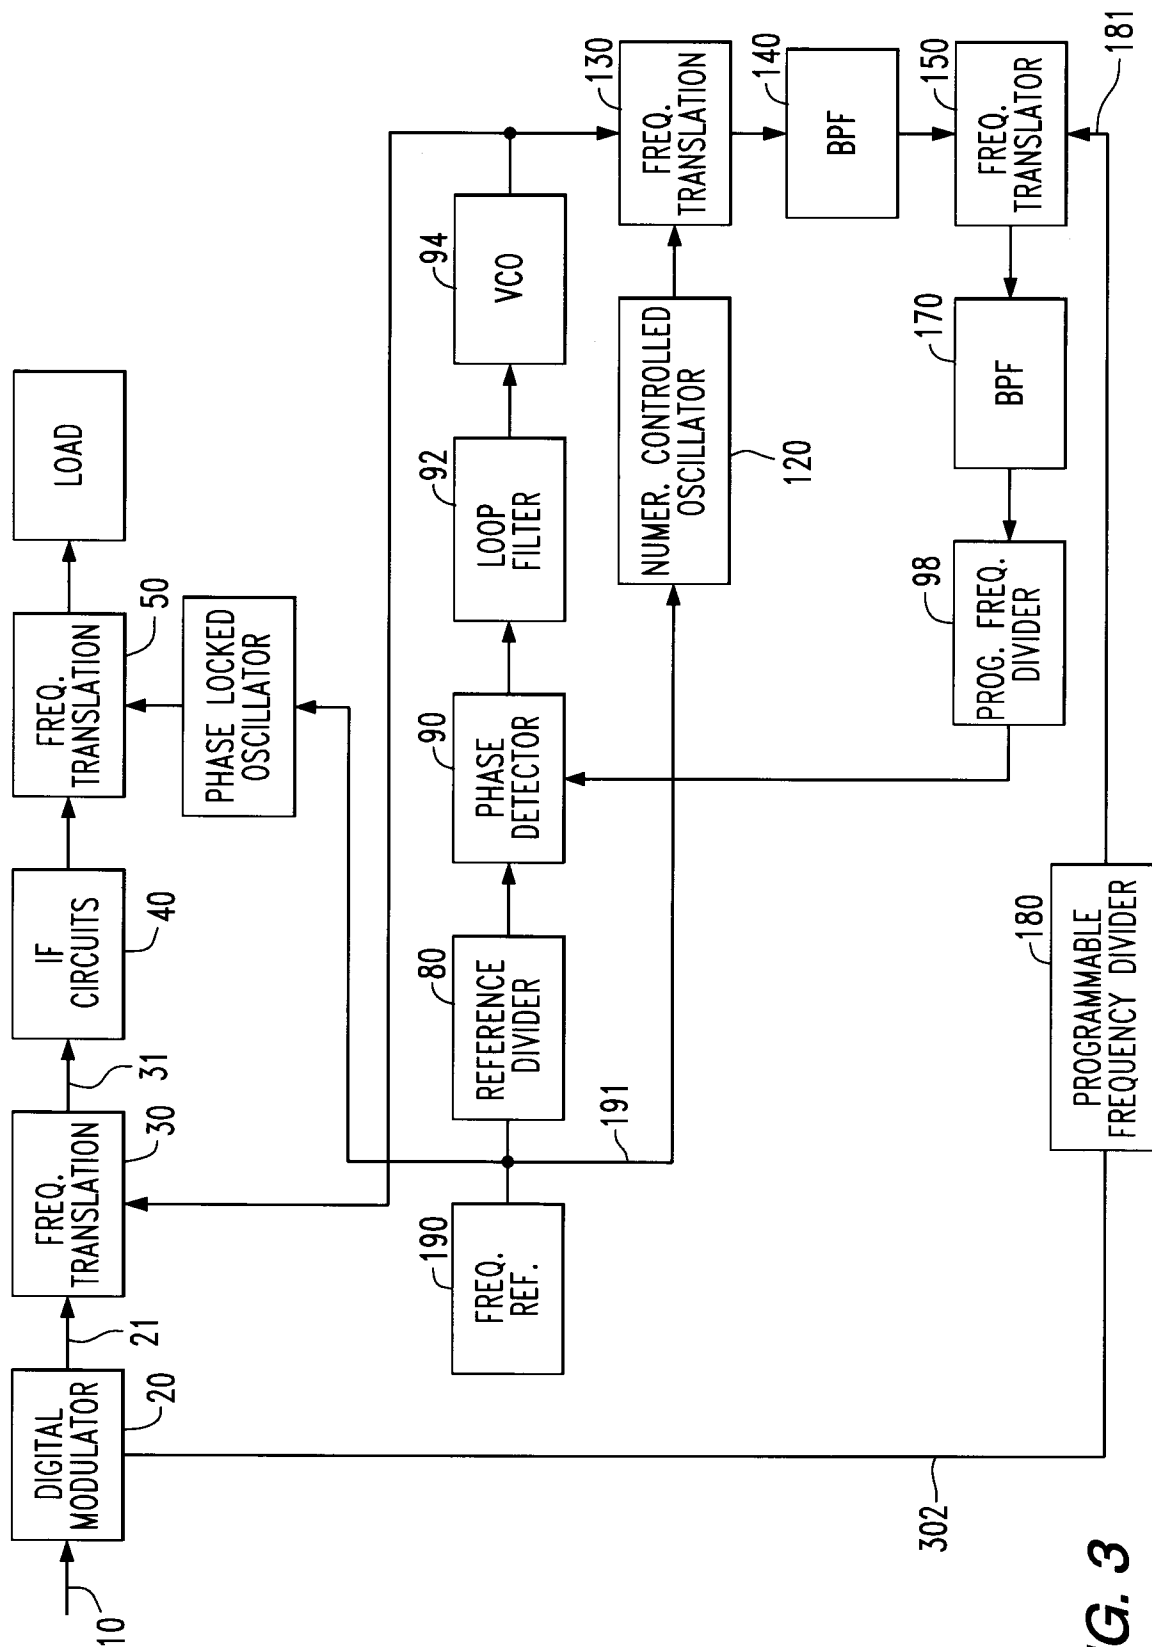 10
DIGITAL
MODULATOR
20
21
FREQ.
TRANSLATION
30
31
IF
CIRCUITS
40
FREQ.
TRANSLATION
50
LOAD
PHASE LOCKED
OSCILLATOR
190
FREQ.
REF.
191
80
REFERENCE
DIVIDER
90
PHASE
DETECTOR
92
LOOP
FILTER
94
VCO
NUMER. CONTROLLED
OSCILLATOR
120
130
FREQ.
TRANSLATION
140
BPF
150
FREQ.
TRANSLATOR
181
170
BPF
98
PROG. FREQ.
DIVIDER
180
PROGRAMMABLE
FREQUENCY DIVIDER
302
G. 3